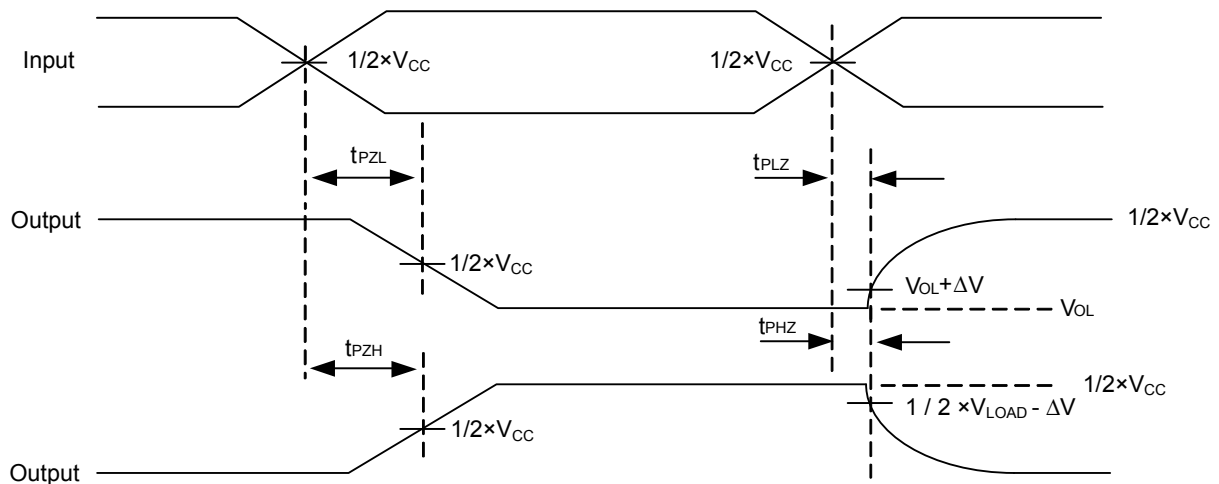 Input
1/2×VCC
1/2×VCC
tPZL
tPLZ
Output
1/2×VCC
1/2×VCC
VOL+ΔV
VOL
tPZH
tPHZ
1/2×VCC
1 / 2 ×VLOAD - ΔV
1/2×VCC
Output